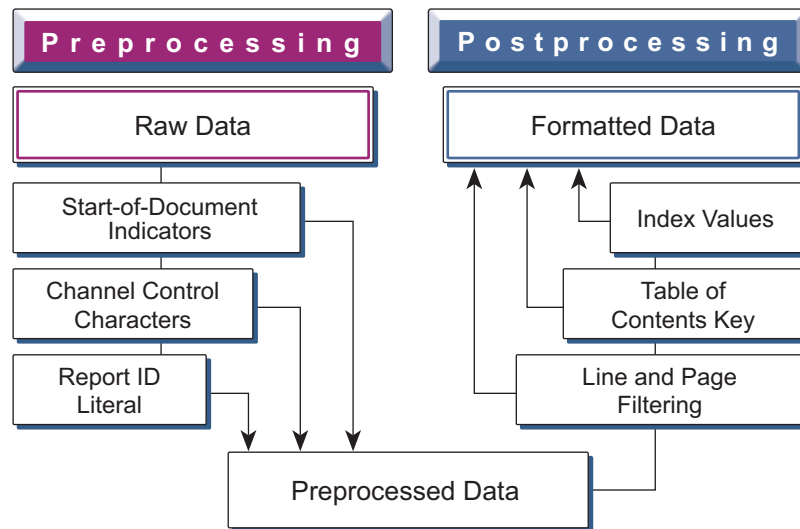 Preprocessing
Postprocessing
Raw Data
Formatted Data
Start-of-Document
Indicators
Index Values
Channel Control
Characters
Table of
Contents Key
Report ID
Literal
Line and Page
Filtering
Preprocessed Data